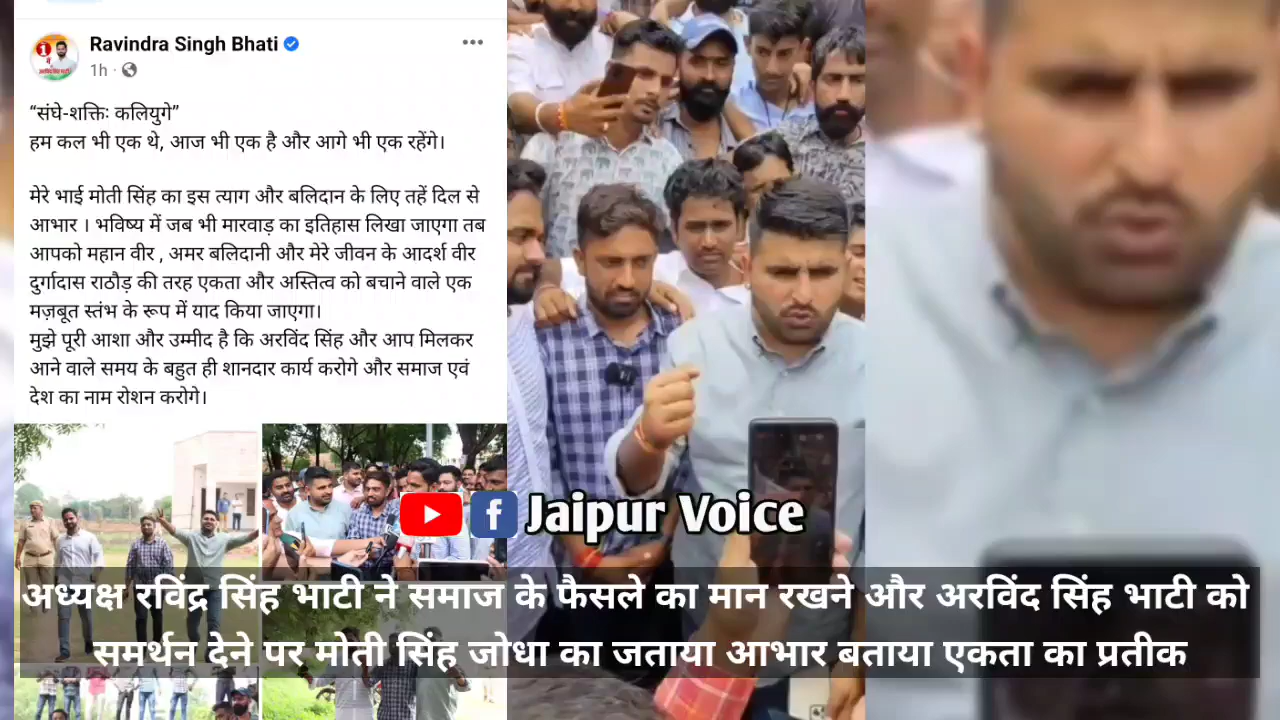 Ravindra Singh Bhati
1h
“संघे-शक्तिः कलियुगे”
हम कल भी एक थे, आज भी एक है और आगे भी एक रहेंगे।
मेरे भाई मोती सिंह का इस त्याग और बलिदान के लिए तहें दिल से
आभार । भविष्य में जब भी मारवाड़ का इतिहास लिखा जाएगा तब
आपको महान वीर , अमर बलिदानी और मेरे जीवन के आदर्श वीर
दुर्गादास राठौड़ की तरह एकता और अस्तित्व को बचाने वाले एक
मज़बूत स्तंभ के रूप में याद किया जाएगा।
मुझे पूरी आशा और उम्मीद है कि अरविंद सिंह और आप मिलकर
आने वाले समय के बहुत ही शानदार कार्य करोगे और समाज एवं
देश का नाम रोशन करोगे।
Jaipur Voice
अध्यक्ष रविंद्र सिंह भाटी ने समाज के फैसले का मान रखने और अरविंद सिंह भाटी को
समर्थन देने पर मोती सिंह जोधा का जताया आभार बताया एकता का प्रतीक